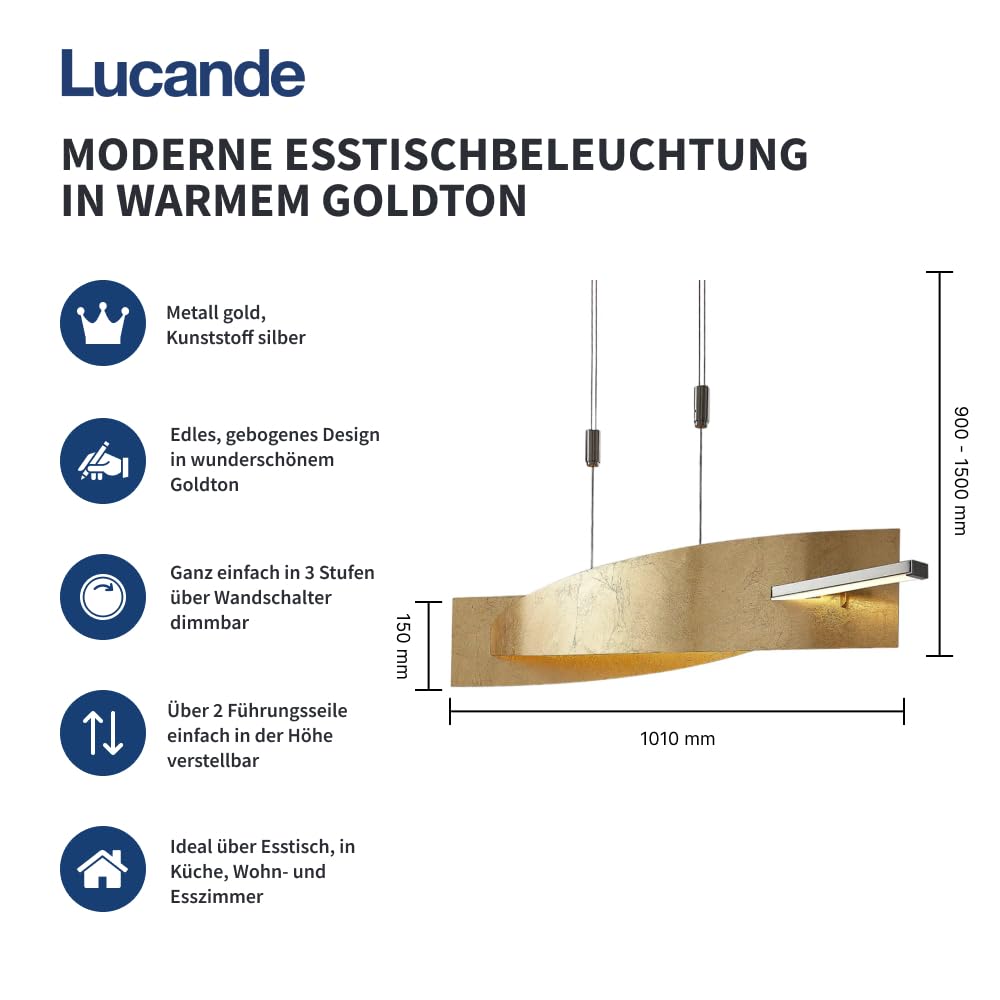 Lucande
MODERNE ESSTISCHBELEUCHTUNG
IN WARMEM GOLDTON
Metall gold,
Kunststoff silber
Edles, gebogenes Design
in wunderschönem
Goldton
Ganz einfach in 3 Stufen
über Wandschalter
dimmbar
Über 2 Führungsseile
einfach in der Höhe
verstellbar
Ideal über Esstisch, in
Küche, Wohn- und
Esszimmer
900 - 1500 mm
150 mm
1010 mm